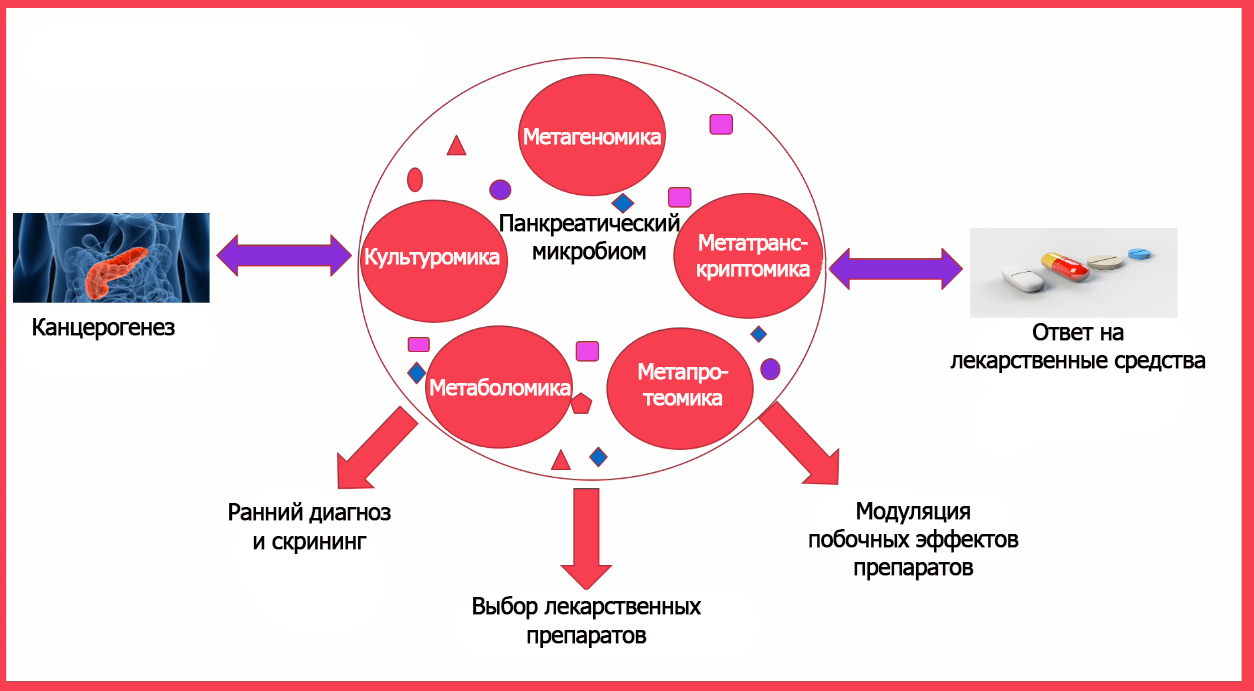 Метагеномика
Панкреатический
микробиом
Культуромика
Метатранс-
криптомика
Метаболомика
Метапро-
теомика
Канцерогенез
Ответ на
лекарственные средства
Ранний диагноз
и скрининг
Выбор лекарственных
препаратов
Модуляция
побочных эффектов
препаратов